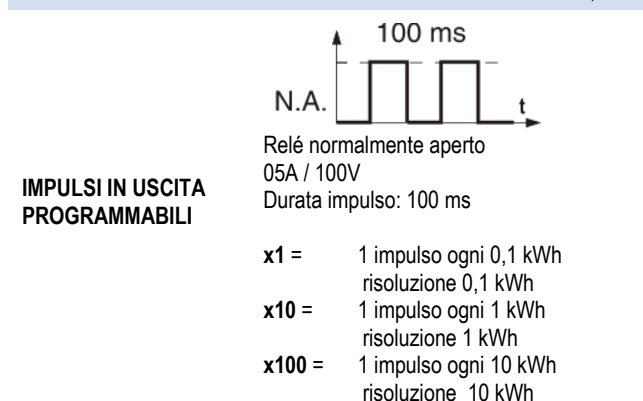 100 ms
N.A.
t
Relé normalmente aperto
05A / 100V
Durata impulso: 100 ms
IMPULSI IN USCITA
PROGRAMMABILI
x1 = 1 impulso ogni 0,1 kWh
risoluzione 0,1 kWh
x10 = 1 impulso ogni 1 kWh
risoluzione 1 kWh
x100 = 1 impulso ogni 10 kWh
risoluzione 10 kWh